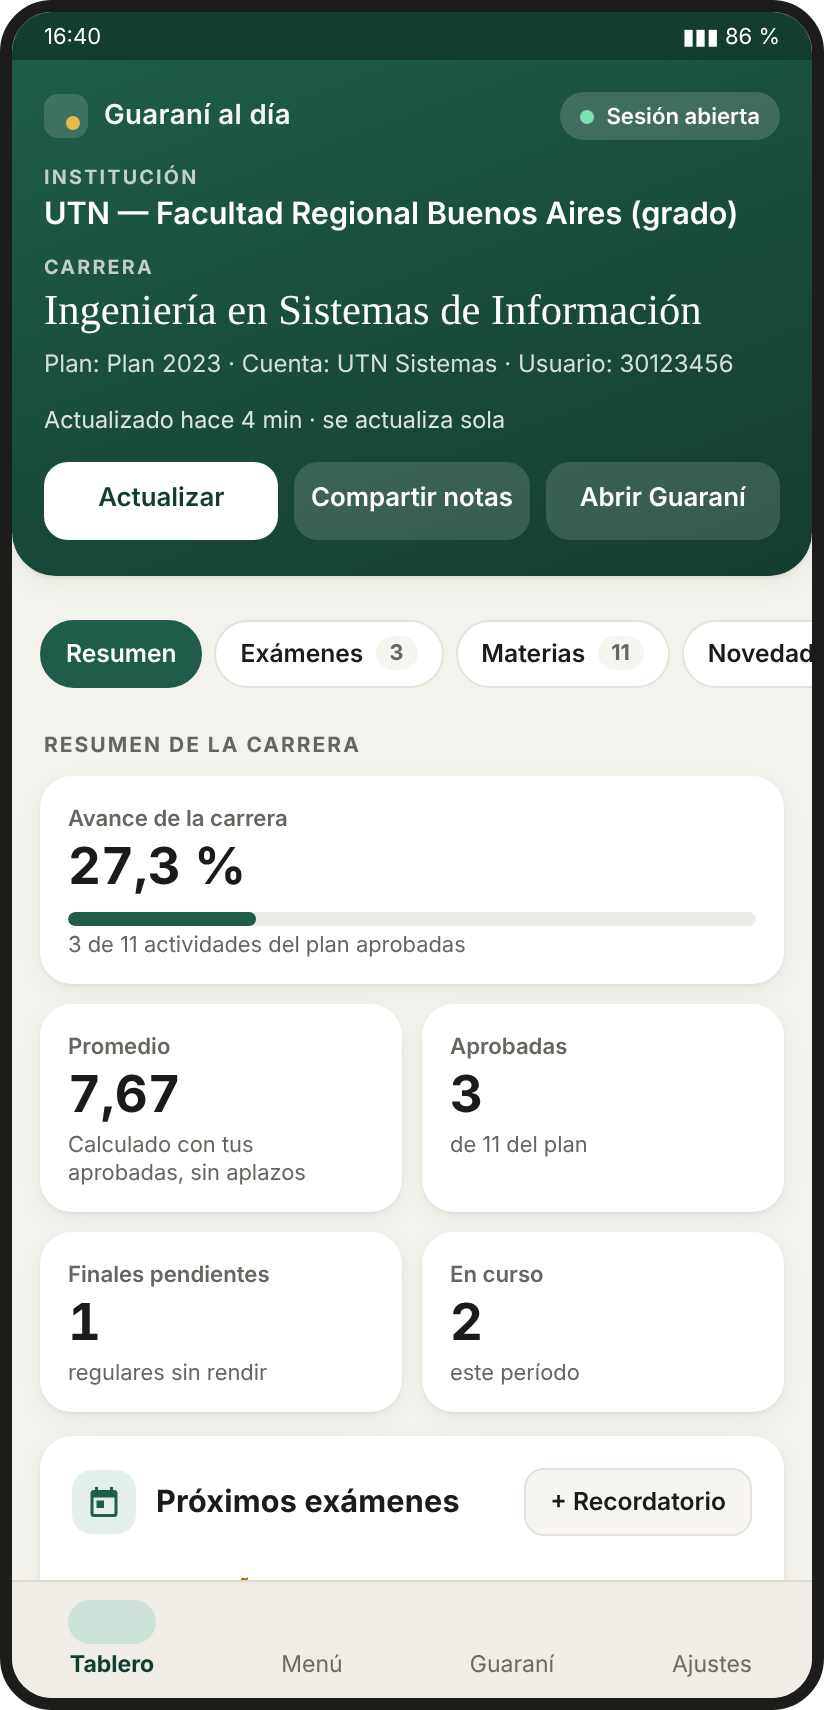 16:40
86 %
Guaraní al día
Sesión abierta
INSTITUCIÓN
UTN — Facultad Regional Buenos Aires (grado)
CARRERA
Ingeniería en Sistemas de Información
Plan: Plan 2023 · Cuenta: UTN Sistemas · Usuario: 30123456
Actualizado hace 4 min · se actualiza sola
Actualizar
Compartir notas
Abrir Guaraní
Resumen
Exámenes 3
Materias 11
Novedad
RESUMEN DE LA CARRERA
Avance de la carrera
27,3 %
3 de 11 actividades del plan aprobadas
Promedio
7,67
Calculado con tus
aprobadas, sin aplazos
Aprobadas
3
de 11 del plan
Finales pendientes
1
regulares sin rendir
En curso
2
este período
Próximos exámenes
+ Recordatorio
Tablero
Menú
Guaraní
Ajustes